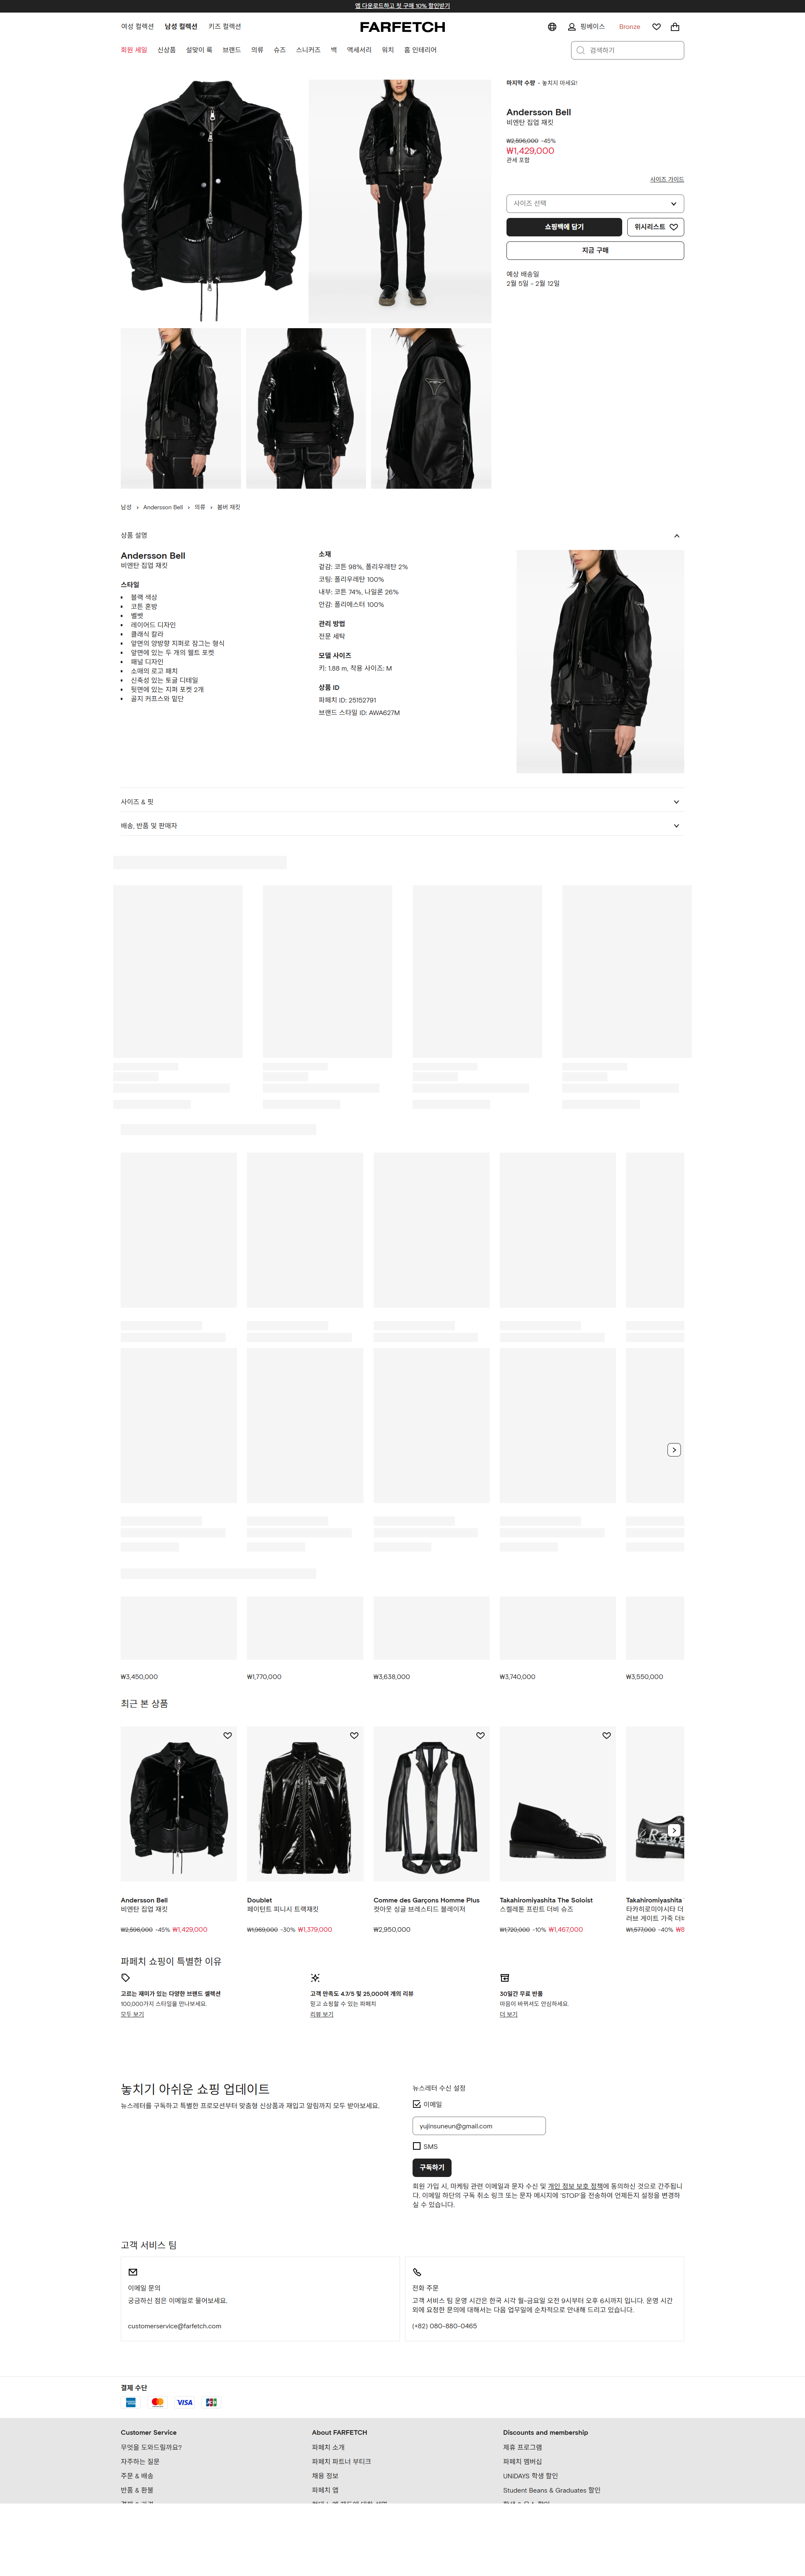 앱 다운로드하고 첫 구매 10% 할인받기
여성 컬렉션 남성 컬렉션 키즈 컬렉션
FARFETCH
핑베이스 Bronze
회원 세일 신상품 설맞이 룩 브랜드 의류 슈즈 스니커즈 백 액세서리 워치 홈 인테리어
검색하기
마지막 수량 - 놓치지 마세요!
Andersson Bell
비엔탄 집업 재킷
₩2,596,000 -45%
₩1,429,000
관세 포함
사이즈 가이드
사이즈 선택
쇼핑백에 담기
위시리스트
지금 구매
예상 배송일
2월 5일 - 2월 12일
남성 › Andersson Bell › 의류 › 봄버 재킷
상품 설명
Andersson Bell
비엔탄 집업 재킷
스타일
블랙 색상
코튼 혼방
벨벳
레이어드 디자인
클래식 칼라
앞면의 양방향 지퍼로 잠그는 형식
앞면에 있는 두 개의 웰트 포켓
패널 디자인
소매의 로고 패치
신축성 있는 토글 디테일
뒷면에 있는 지퍼 포켓 2개
골지 커프스와 밑단
소재
겉감: 코튼 98%, 폴리우레탄 2%
코팅: 폴리우레탄 100%
내부: 코튼 74%, 나일론 26%
안감: 폴리에스터 100%
관리 방법
전문 세탁
모델 사이즈
키: 1.88 m, 착용 사이즈: M
상품 ID
파페치 ID: 25152791
브랜드 스타일 ID: AWA627M
사이즈 & 핏
배송, 반품 및 판매자
₩3,450,000
₩1,770,000
₩3,638,000
₩3,740,000
₩3,550,000
최근 본 상품
Andersson Bell
비엔탄 집업 재킷
₩2,596,000 -45% ₩1,429,000
Doublet
페이턴트 피니시 트랙재킷
₩1,969,000 -30% ₩1,379,000
Comme des Garçons Homme Plus
컷아웃 싱글 브레스티드 블레이저
₩2,950,000
Takahiromiyashita The Soloist
스켈레톤 프린트 더비 슈즈
₩1,720,000 -10% ₩1,467,000
Takahiromiyashita
타카히로미야시타 더
러브 게이트 가죽 더비
₩1,577,000 -40%
파페치 쇼핑이 특별한 이유
고르는 재미가 있는 다양한 브랜드 셀렉션
100,000가지 스타일을 만나보세요.
모두 보기
고객 만족도 4.7/5 및 25,000여 개의 리뷰
믿고 쇼핑할 수 있는 파페치
리뷰 보기
30일간 무료 반품
마음이 바뀌셔도 안심하세요.
더 보기
놓치기 아쉬운 쇼핑 업데이트
뉴스레터를 구독하고 특별한 프로모션부터 맞춤형 신상품과 재입고 알림까지 모두 받아보세요.
뉴스레터 수신 설정
이메일
yujinsuneun@gmail.com
SMS
구독하기
회원 가입 시, 마케팅 관련 이메일과 문자 수신 및 개인 정보 보호 정책에 동의하신 것으로 간주됩니
다. 이메일 하단의 구독 취소 링크 또는 문자 메시지에 'STOP'을 전송하여 언제든지 설정을 변경하
실 수 있습니다.
고객 서비스 팀
이메일 문의
궁금하신 점은 이메일로 물어보세요.
customerservice@farfetch.com
전화 주문
고객 서비스 팀 운영 시간은 한국 시각 월-금요일 오전 9시부터 오후 6시까지 입니다. 운영 시간
외에 요청한 문의에 대해서는 다음 업무일에 순차적으로 안내해 드리고 있습니다.
(+82) 080-880-0465
결제 수단
VISA
JCB
Customer Service
무엇을 도와드릴까요?
자주하는 질문
주문 & 배송
반품 & 환불
About FARFETCH
파페치 소개
파페치 파트너 부티크
채용 정보
파페치 앱
Discounts and membership
제휴 프로그램
파페치 멤버십
UNiDAYS 학생 할인
Student Beans & Graduates 할인